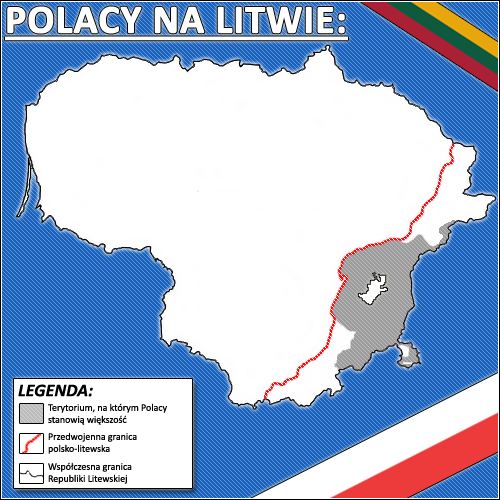 POLACY NA LITWIE:
LEGENDA:
Terytorium, na którym Polacy
stanowią większość
Przedwojenna granica
polsko-litewska
Współczesna granica
Republiki Litewskiej